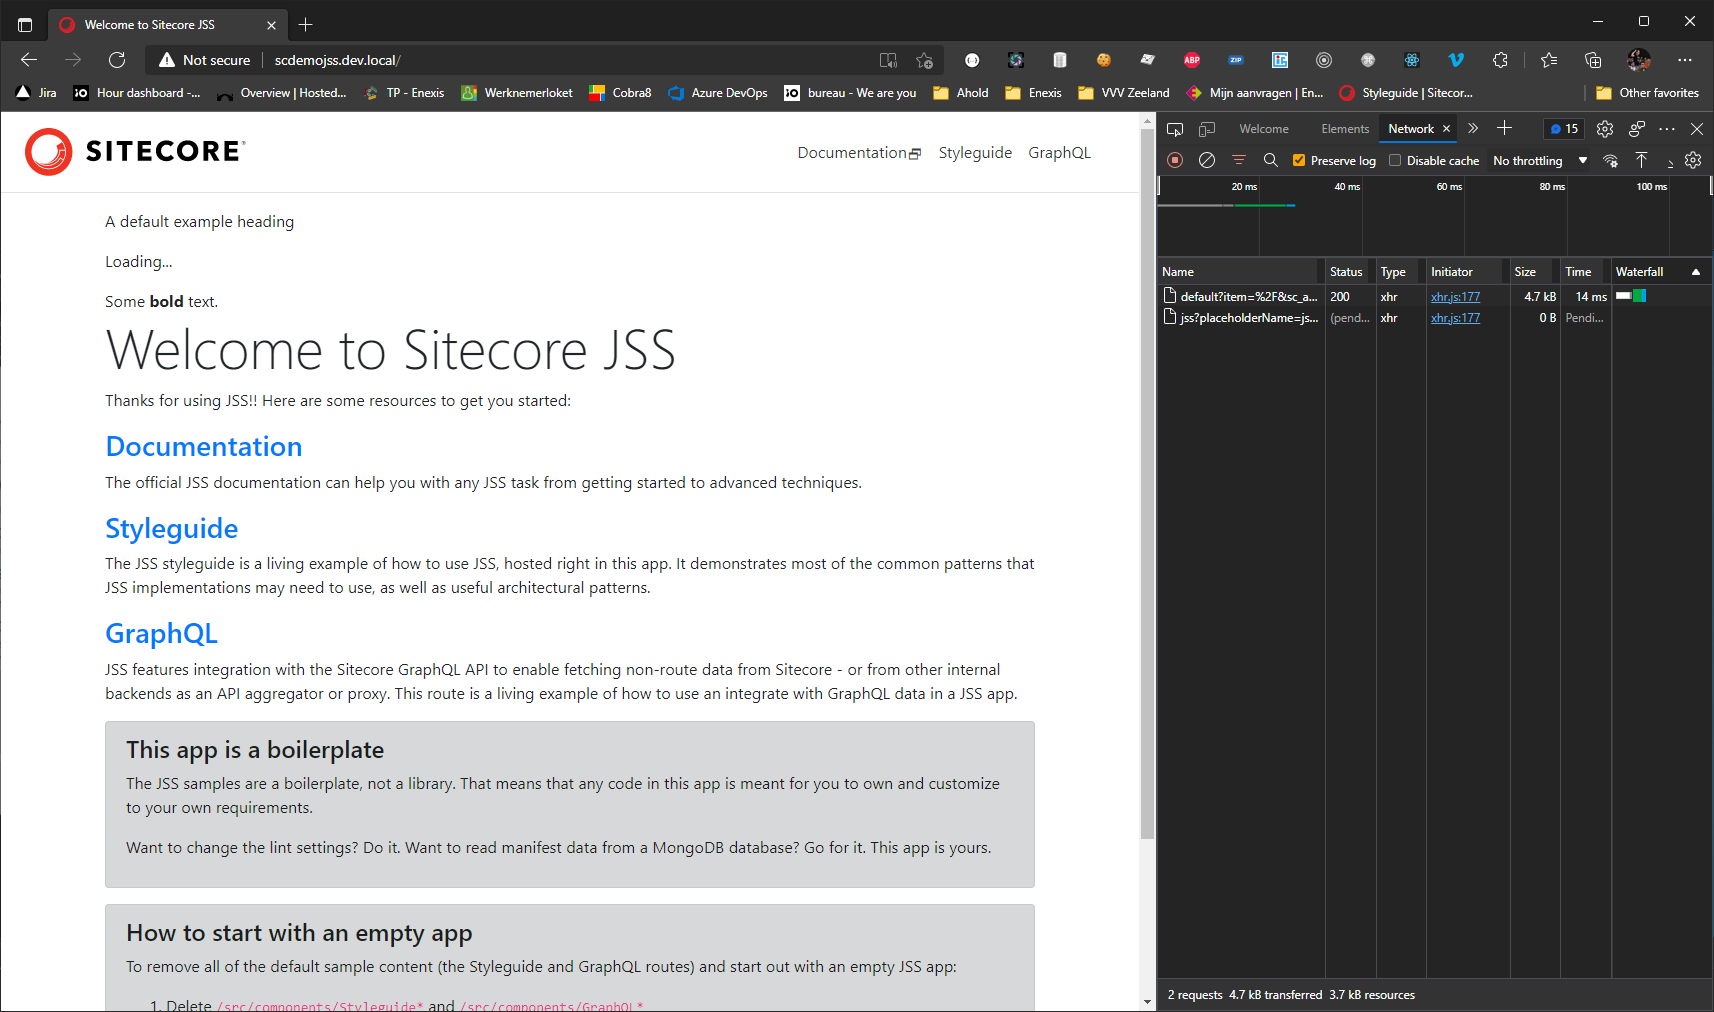 Welcome to Sitecore JSS
Not secure scdemojss.dev.local/
ABP ZIP
Jira Hour dashboard -... Overview | Hosted... TP - Enexis Werknemerloket Cobra8 Azure DevOps bureau - We are you Ahold Enexis VVV Zeeland Mijn aanvragen | En... Styleguide | Sitecor... Other favorites
SITECORE
Documentation Styleguide GraphQL
A default example heading
Loading...
Some bold text.
Welcome to Sitecore JSS
Thanks for using JSS!! Here are some resources to get you started:
Documentation
The official JSS documentation can help you with any JSS task from getting started to advanced techniques.
Styleguide
The JSS styleguide is a living example of how to use JSS, hosted right in this app. It demonstrates most of the common patterns that
JSS implementations may need to use, as well as useful architectural patterns.
GraphQL
JSS features integration with the Sitecore GraphQL API to enable fetching non-route data from Sitecore - or from other internal
backends as an API aggregator or proxy. This route is a living example of how to use an integrate with GraphQL data in a JSS app.
This app is a boilerplate
The JSS samples are a boilerplate, not a library. That means that any code in this app is meant for you to own and customize
to your own requirements.
Want to change the lint settings? Do it. Want to read manifest data from a MongoDB database? Go for it. This app is yours.
How to start with an empty app
To remove all of the default sample content (the Styleguide and GraphQL routes) and start out with an empty JSS app:
1. Delete /src/components/Styleguide* and /src/components/GraphQL*
Welcome Elements Network 15
Preserve log Disable cache No throttling
20 ms 40 ms 60 ms 80 ms 100 ms
Name Status Type Initiator Size Time Waterfall
default?item=%2F&sc_a... 200 xhr xhr.js:177 4.7 kB 14 ms
jss?placeholderName=js... (pend... xhr xhr.js:177 0 B Pendi...
2 requests 4.7 kB transferred 3.7 kB resources